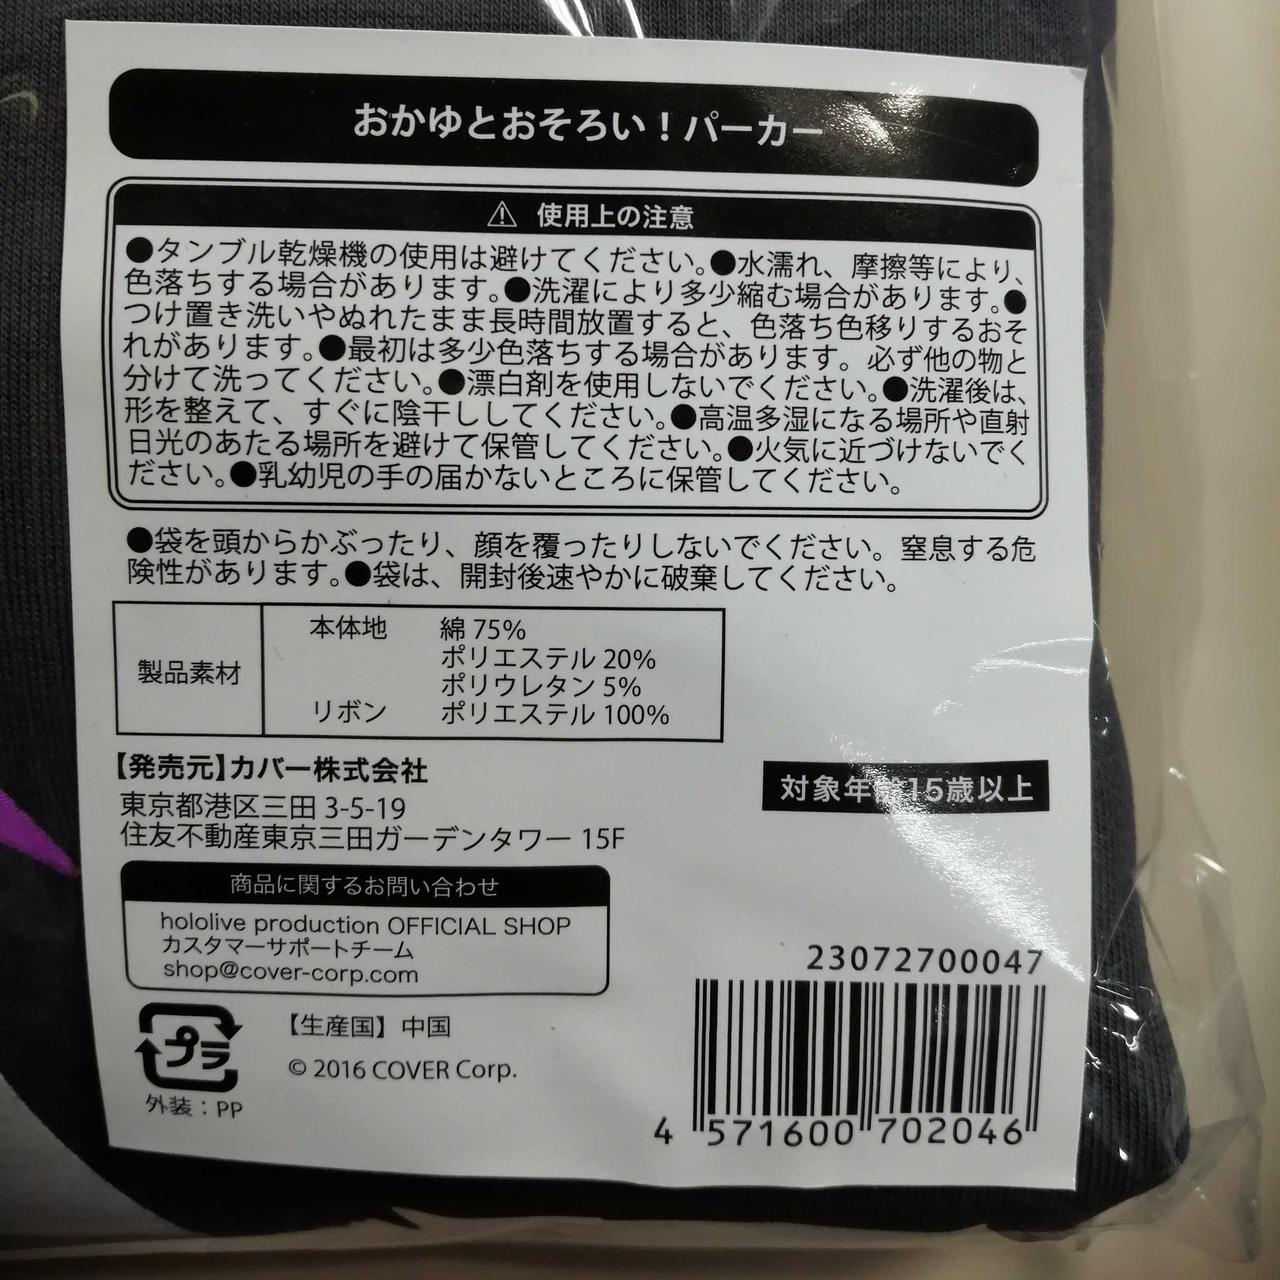 おかゆとおそろい！パーカー
⚠ 使用上の注意
●タンブル乾燥機の使用は避けてください。●水濡れ、摩擦等により、
色落ちする場合があります。●洗濯により多少縮む場合があります。●
つけ置き洗いやぬれたまま長時間放置すると、色落ち色移りするおそ
れがあります。●最初は多少色落ちする場合があります。必ず他の物と
分けて洗ってください。●漂白剤を使用しないでください。●洗濯後は、
形を整えて、すぐに陰干ししてください。●高温多湿になる場所や直射
日光のあたる場所を避けて保管してください。●火気に近づけないでく
ださい。●乳幼児の手の届かないところに保管してください。
●袋を頭からかぶったり、顔を覆ったりしないでください。窒息する危
険性があります。●袋は、開封後速やかに破棄してください。
製品素材
本体地 綿 75%
ポリエステル 20%
ポリウレタン 5%
リボン ポリエステル 100%
【発売元】カバー株式会社
東京都港区三田 3-5-19
住友不動産東京三田ガーデンタワー 15F
対象年齢15歳以上
商品に関するお問い合わせ
hololive production OFFICIAL SHOP
カスタマーサポートチーム
shop@cover-corp.com
プラ
外装：PP
【生産国】中国
© 2016 COVER Corp.
23072700047
4 571600 702046